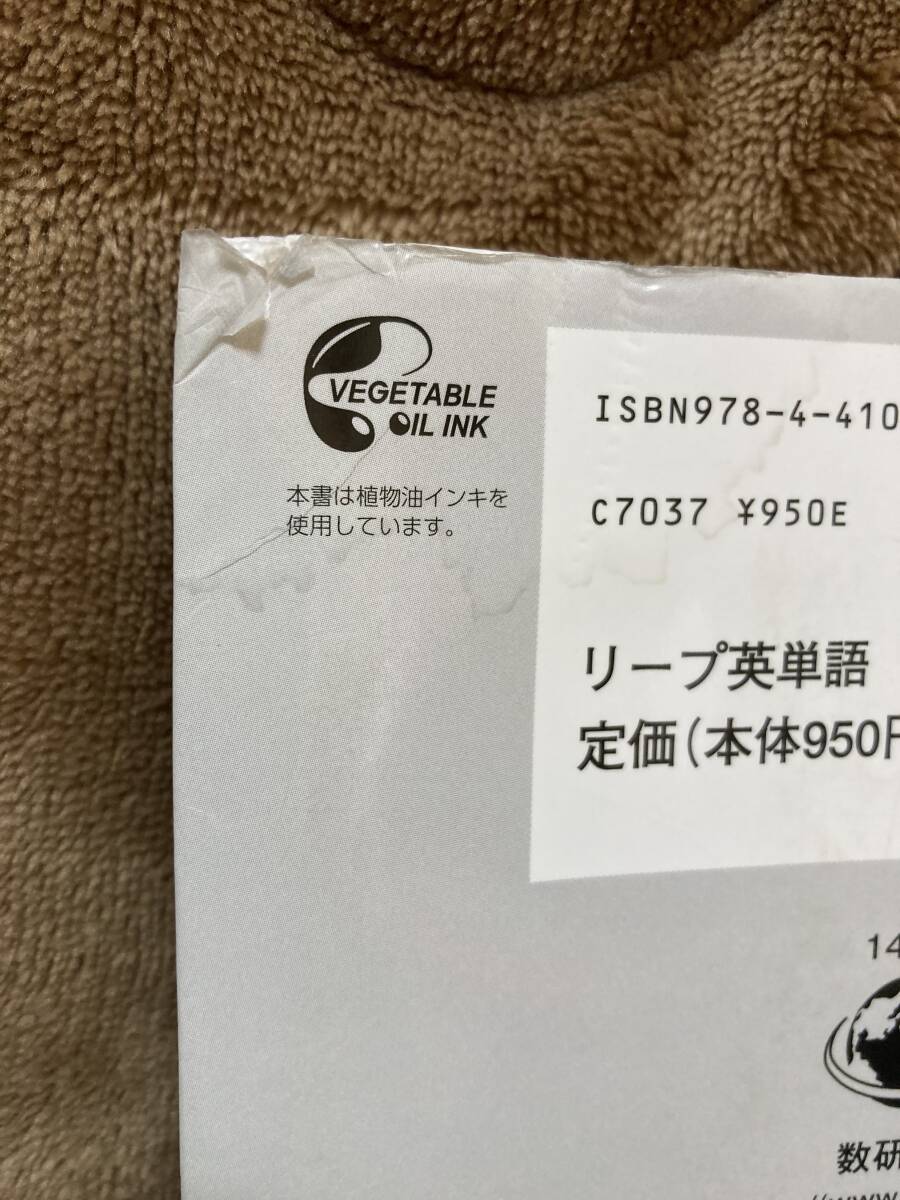 VEGETABLE
OIL INK
本書は植物油インキを
使用しています。
ISBN978-4-410
C7037 ¥950E
リープ英単語
定価(本体950円
14
数研